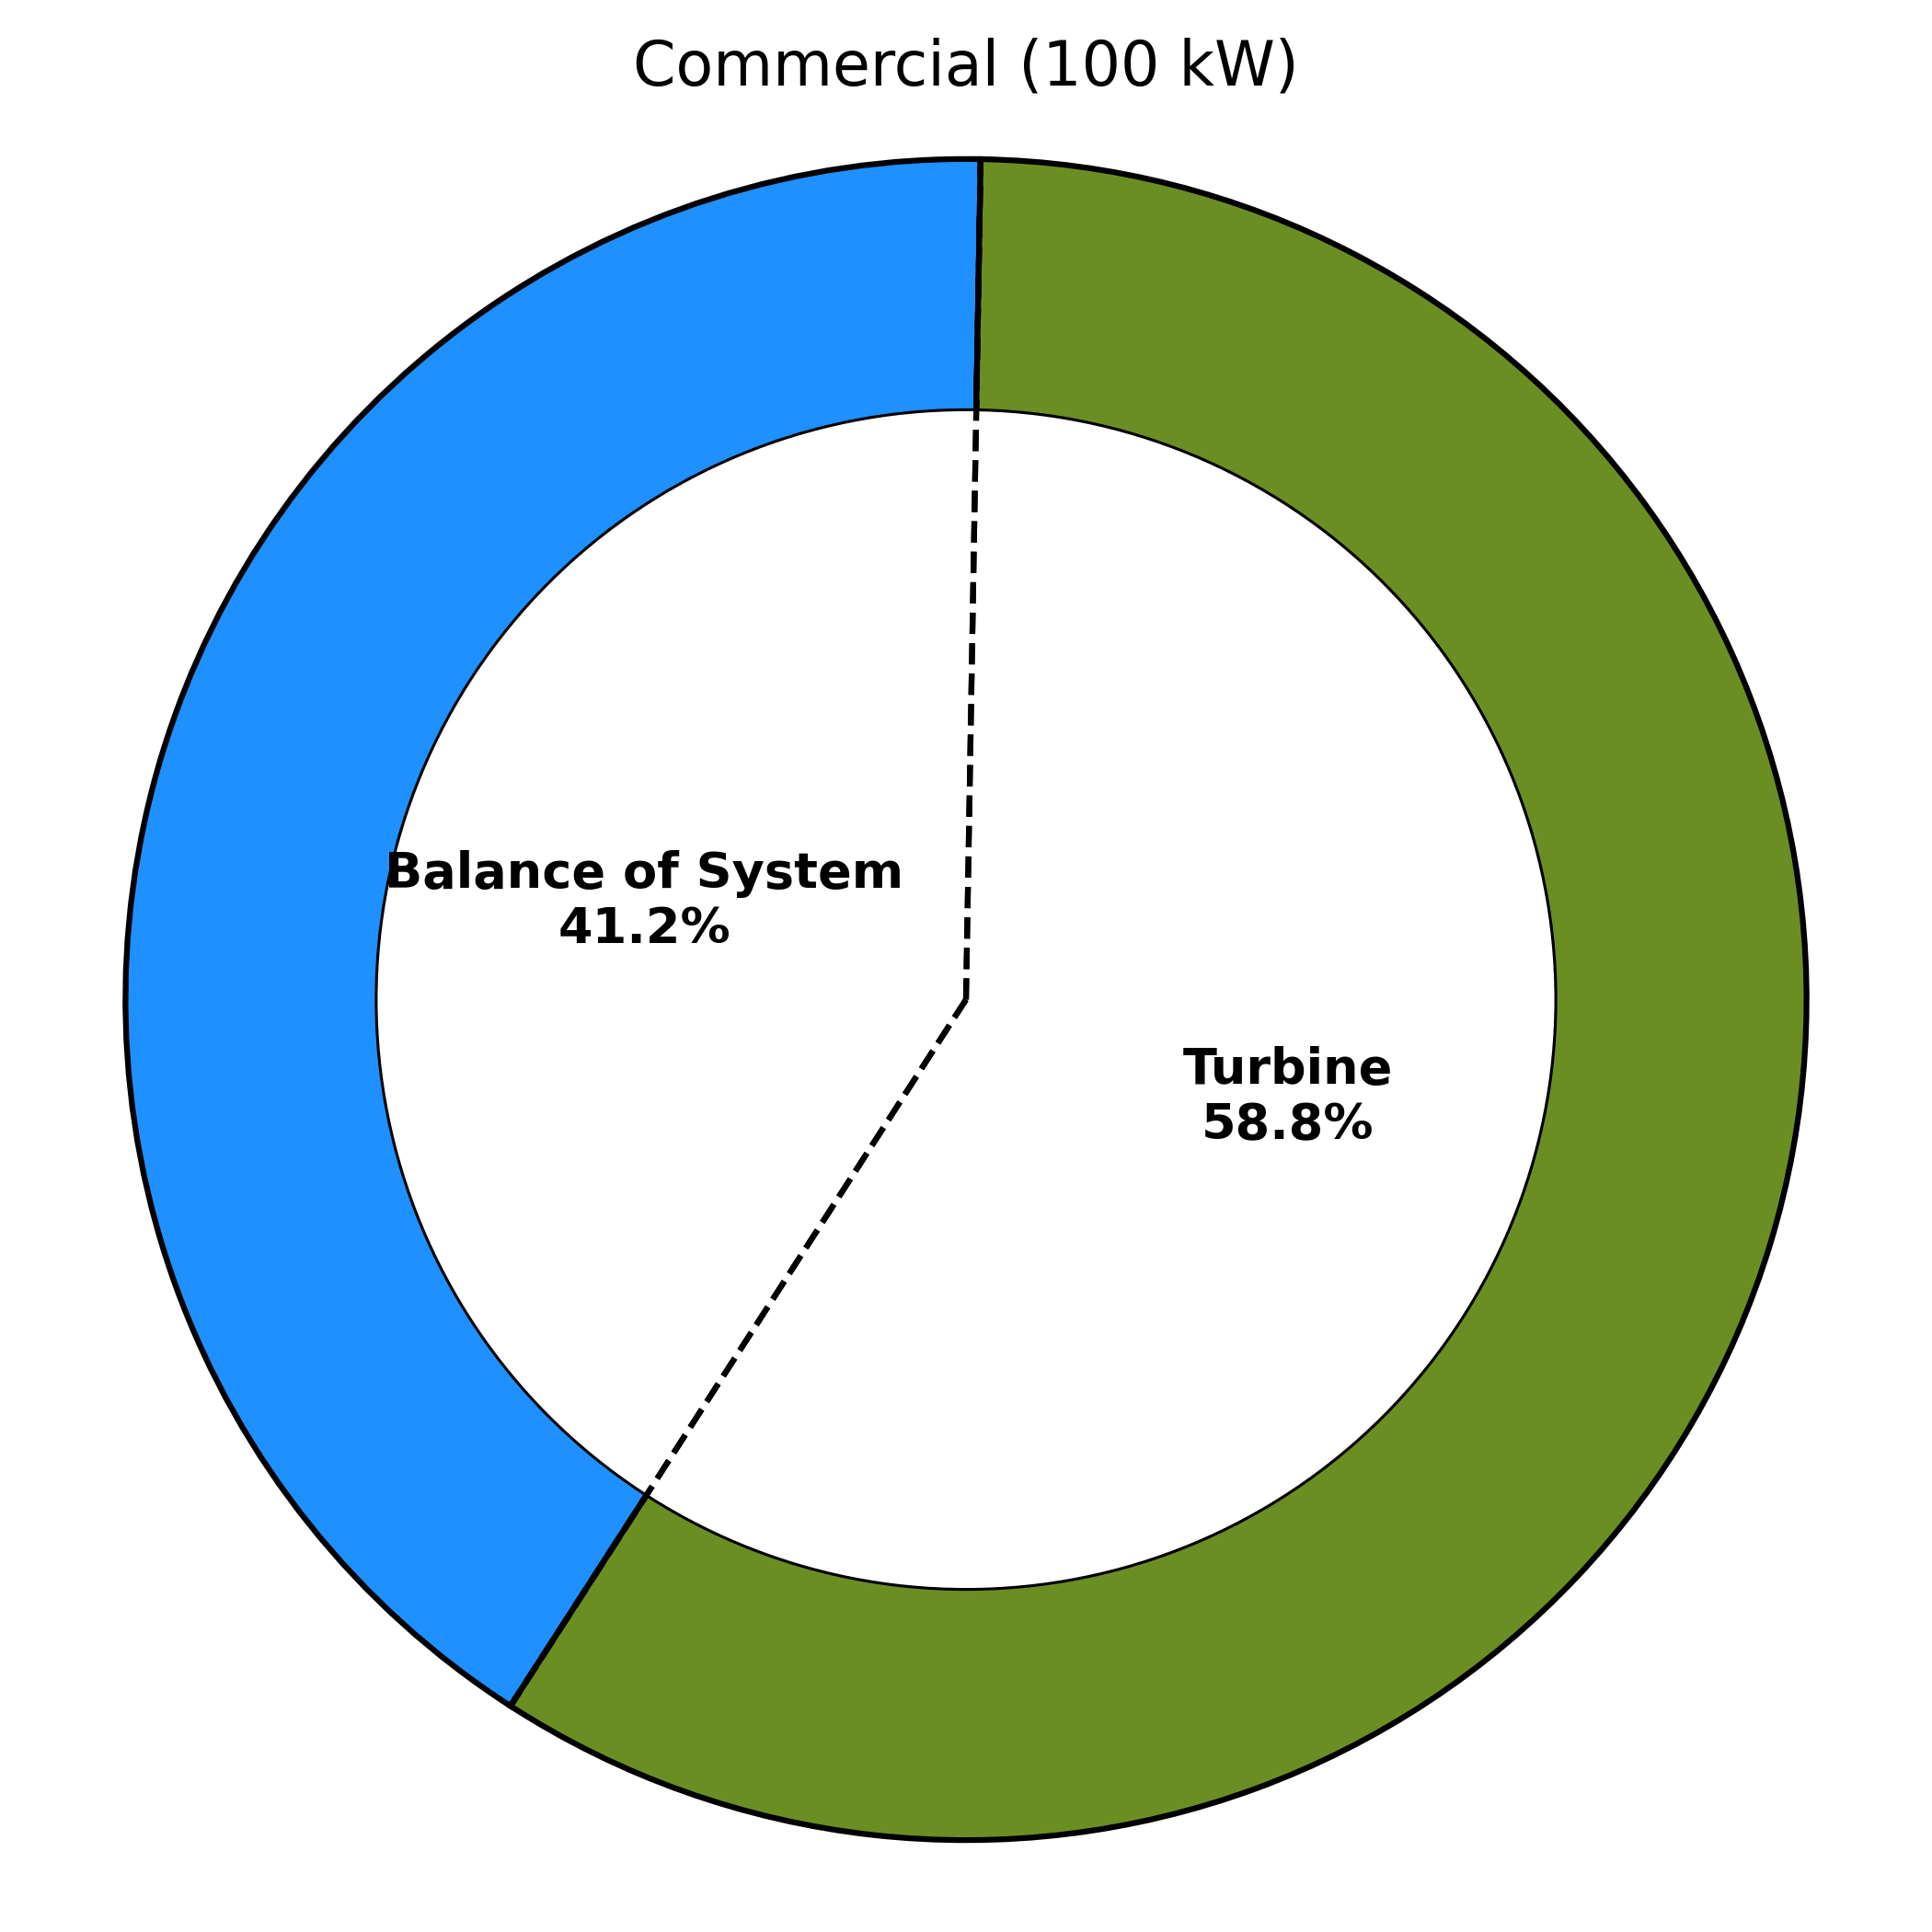 Commercial (100 kW)
Balance of System
41.2%
Turbine
58.8%